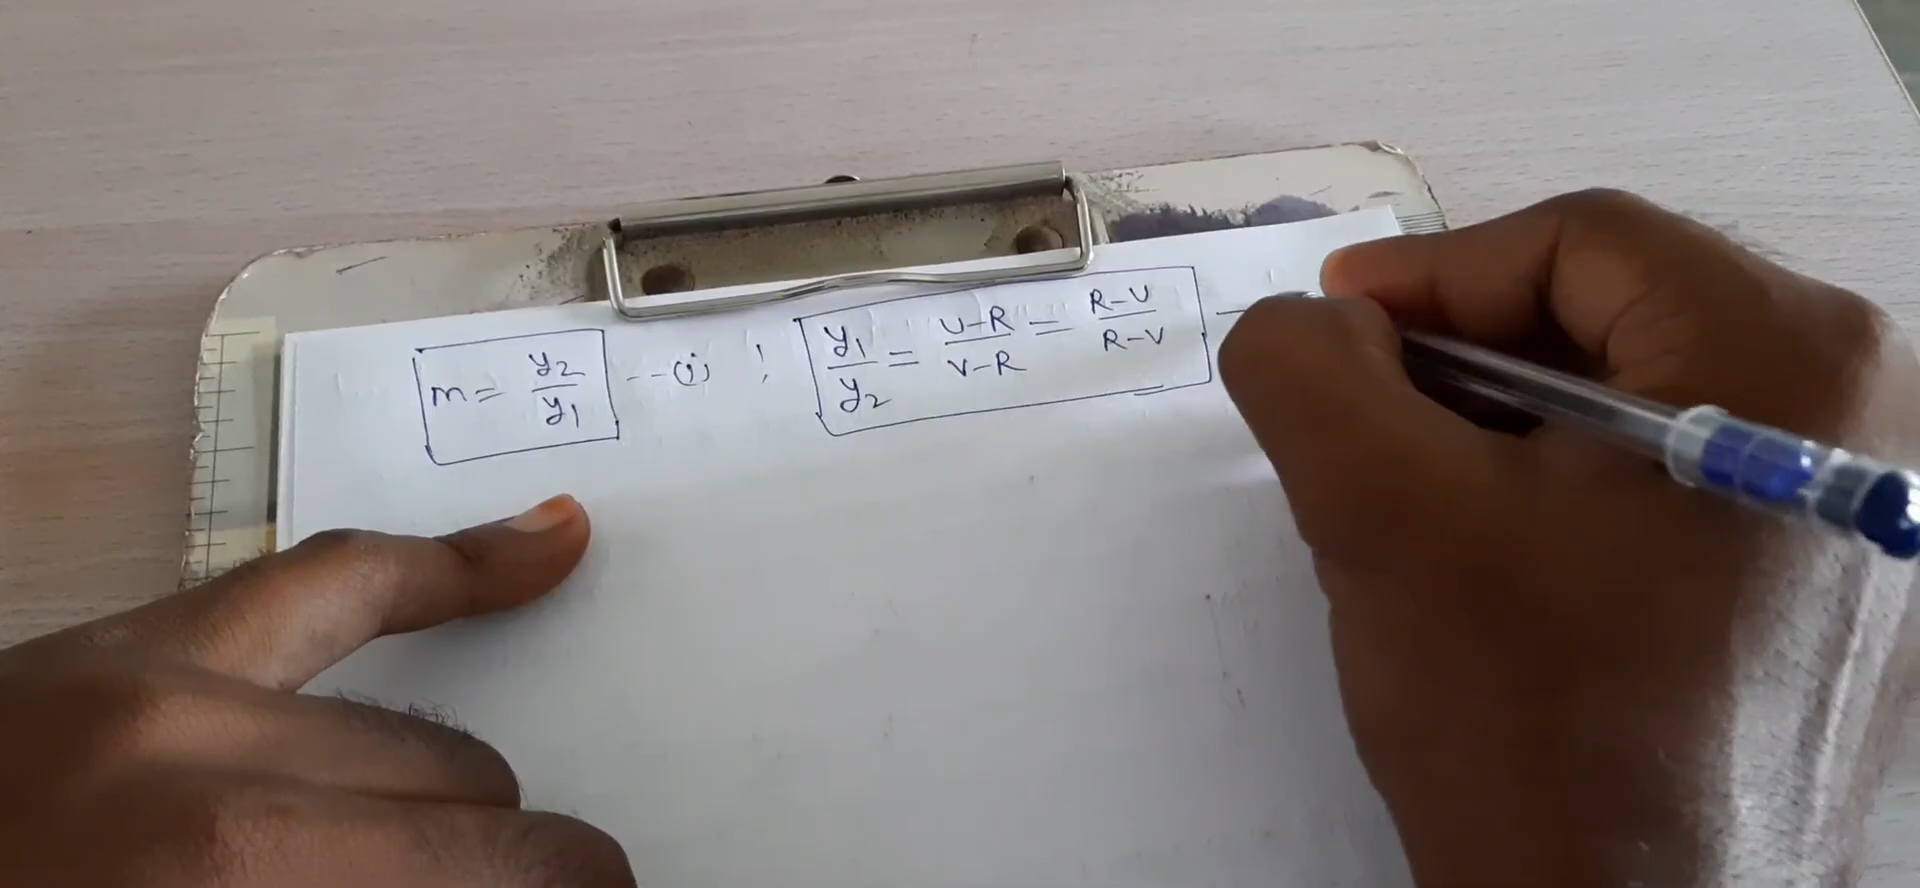 m = y₂/y₁ --(i) ! y₁/y₂ = U-R/V-R = R-U/R-V —